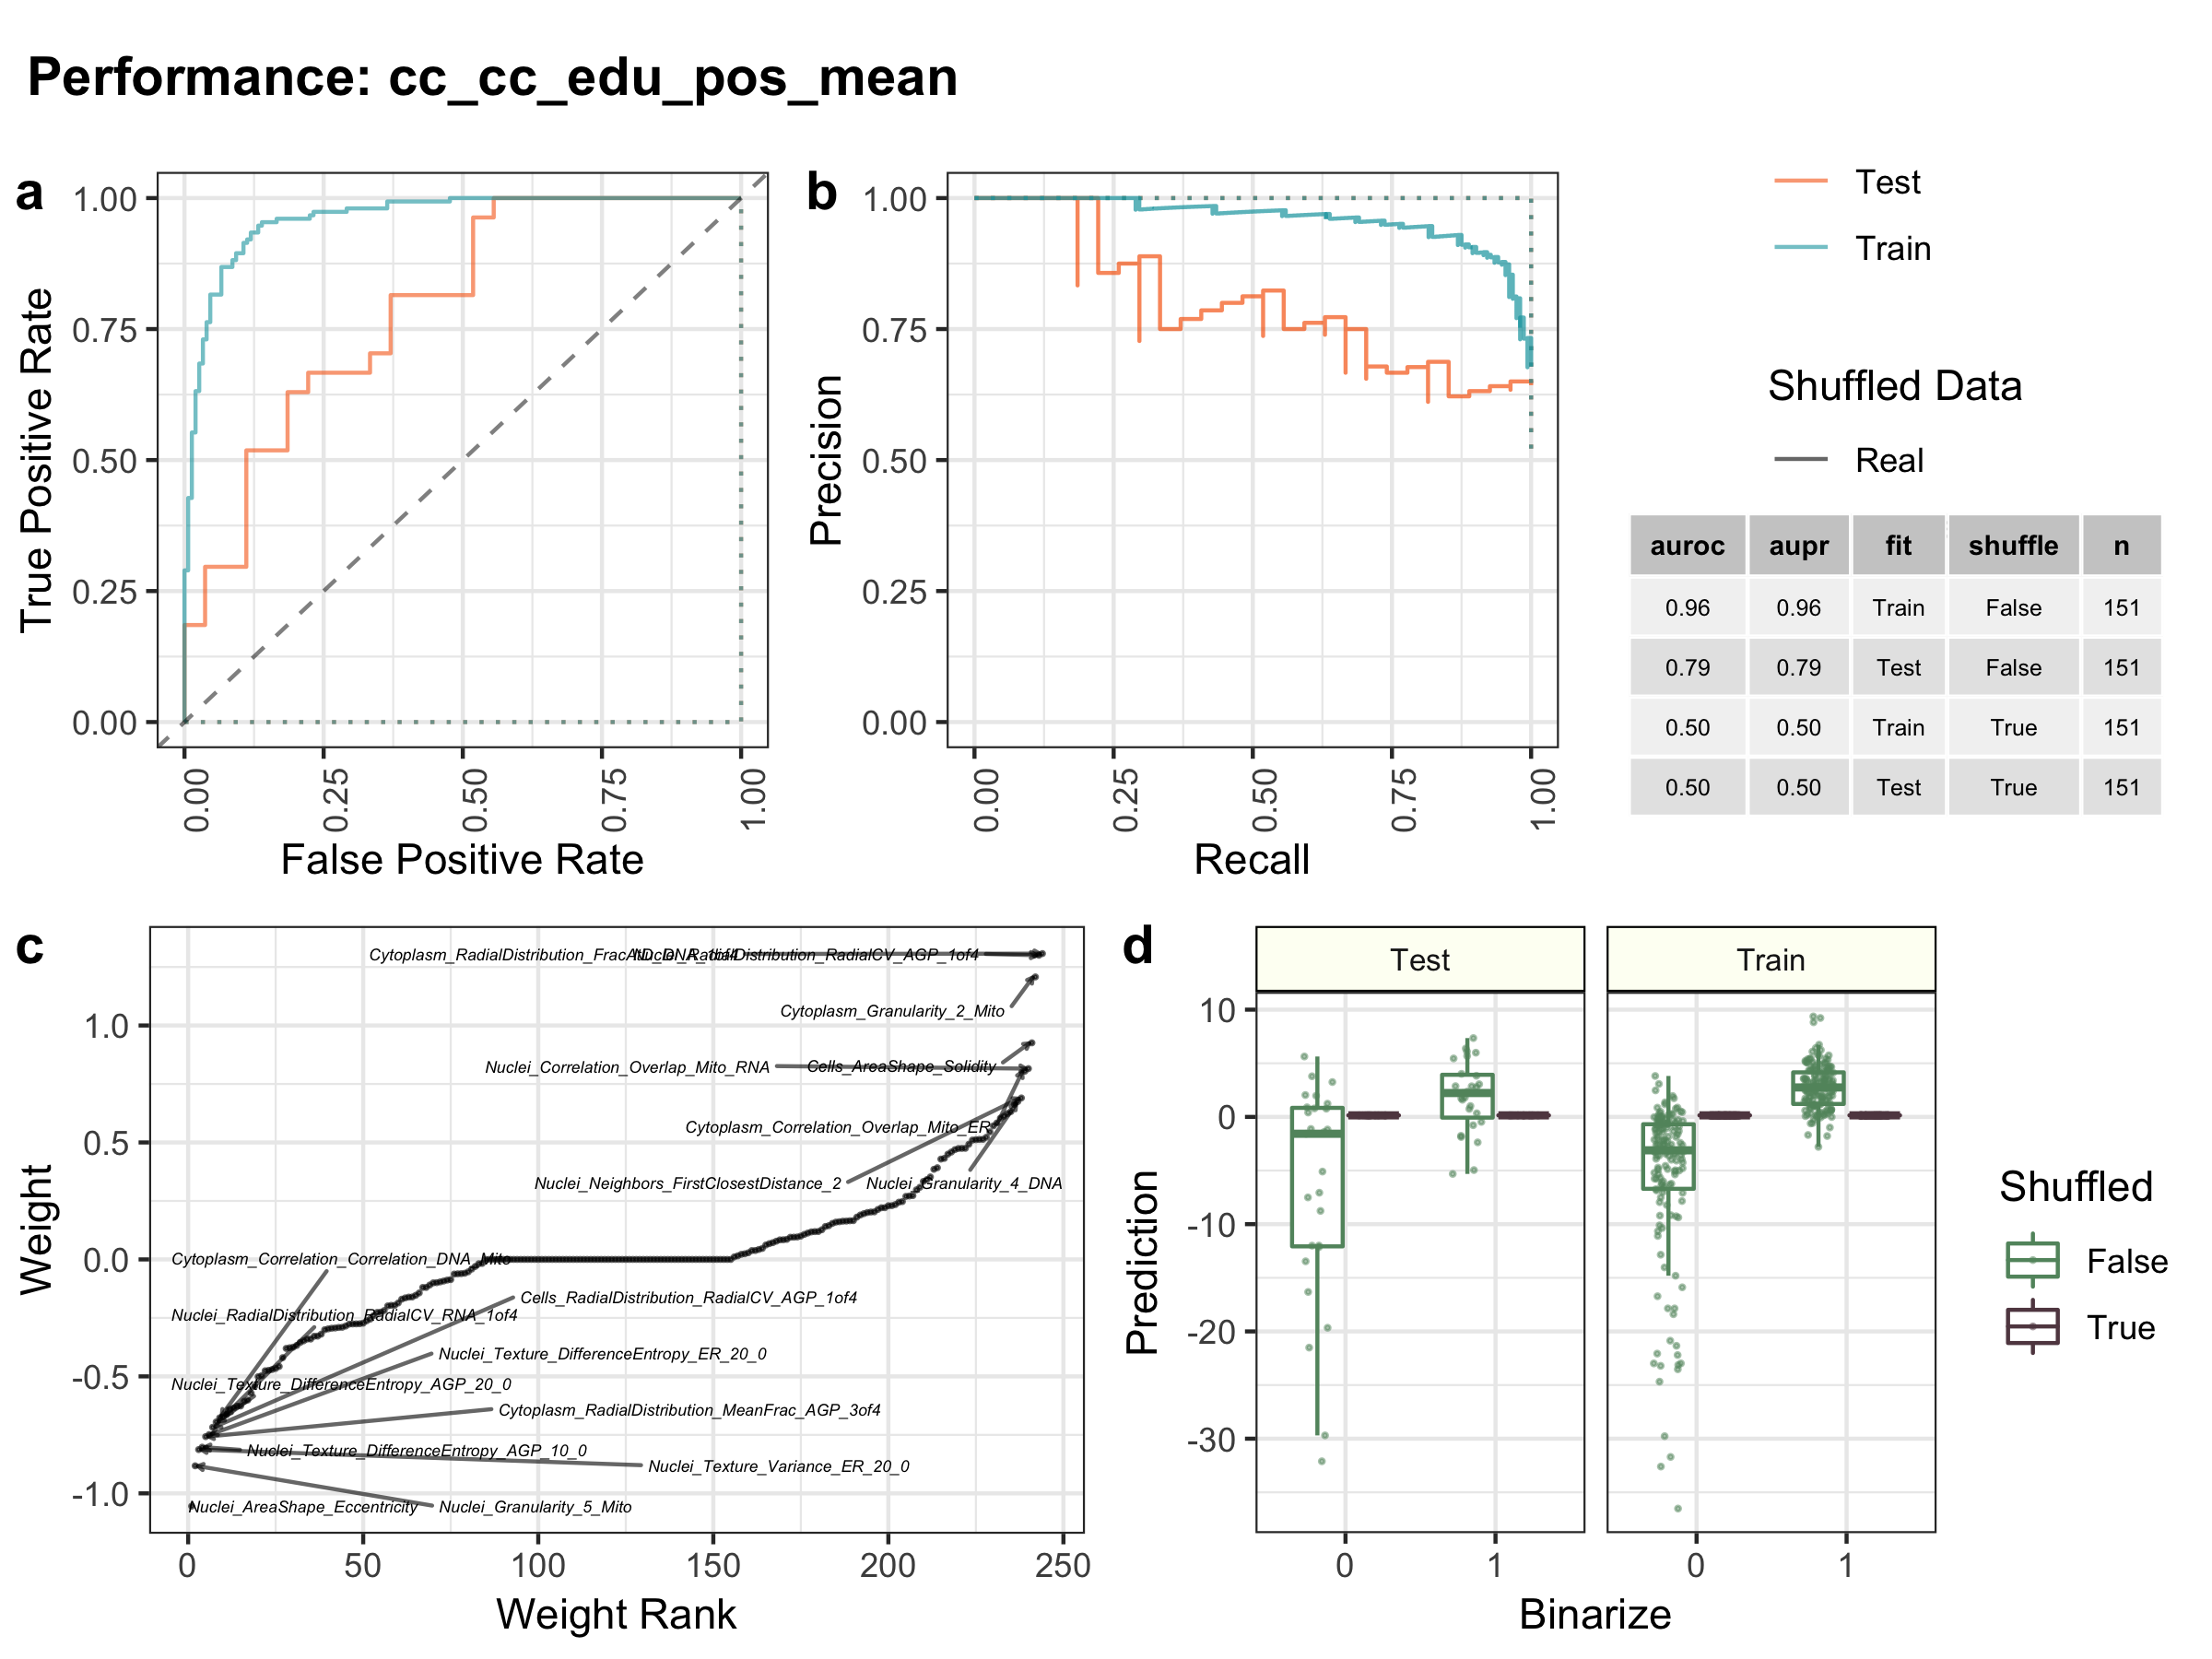 Performance: cc_cc_edu_pos_mean
a
1.00
0.75
0.50
0.25
0.00
True Positive Rate
0.00
0.25
0.50
0.75
1.00
False Positive Rate
b
1.00
0.75
0.50
0.25
0.00
Precision
0.00
0.25
0.50
0.75
1.00
Recall
Test
Train
Shuffled Data
Real
auroc aupr fit shuffle n
0.96 0.96 Train False 151
0.79 0.79 Test False 151
0.50 0.50 Train True 151
0.50 0.50 Test True 151
c
1.0
0.5
0.0
-0.5
-1.0
Weight
Nuclei_RadialDistribution_RadialCV_AGP_1of4
Cytoplasm_Granularity_2_Mito
Nuclei_Correlation_Overlap_Mito_RNA
Cells_AreaShape_Solidity
Cytoplasm_Correlation_Overlap_Mito_ER
Nuclei_Neighbors_FirstClosestDistance_2
Nuclei_Granularity_4_DNA
Cytoplasm_Correlation_Correlation_DNA_Mito
Cells_RadialDistribution_RadialCV_AGP_1of4
Nuclei_RadialDistribution_RadialCV_RNA_1of4
Nuclei_Texture_DifferenceEntropy_ER_20_0
Nuclei_Texture_DifferenceEntropy_AGP_20_0
Cytoplasm_RadialDistribution_MeanFrac_AGP_3of4
Nuclei_Texture_DifferenceEntropy_AGP_10_0
Nuclei_Texture_Variance_ER_20_0
Nuclei_AreaShape_Eccentricity
Nuclei_Granularity_5_Mito
0
50
100
150
200
250
Weight Rank
d
Test
Train
10
0
-10
-20
-30
Prediction
0
1
0
1
Binarize
Shuffled
False
True